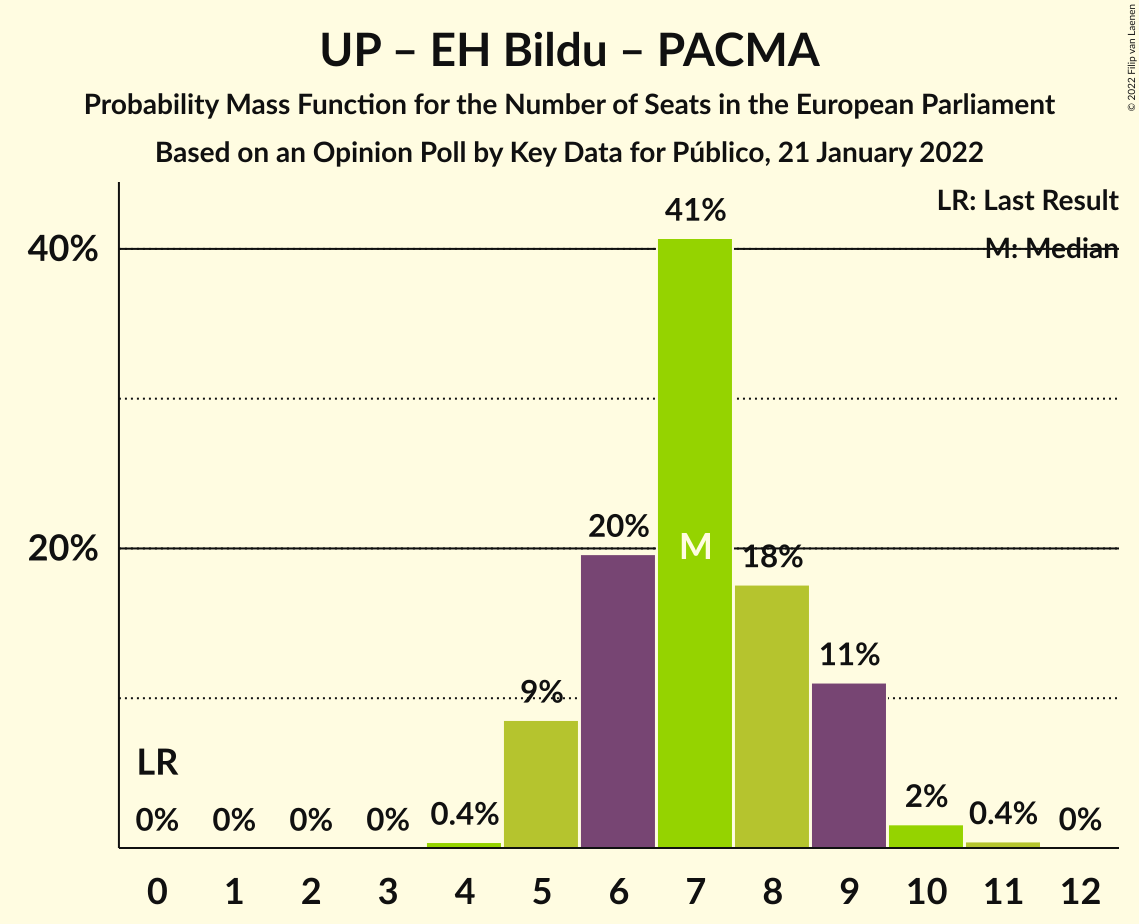 UP – EH Bildu – PACMA
Probability Mass Function for the Number of Seats in the European Parliament
Based on an Opinion Poll by Key Data for Público, 21 January 2022
© 2022 Filip van Laenen
LR: Last Result
M: Median
40%
20%
41%
20%
M
18%
11%
9%
LR
2%
0% 0% 0% 0% 0.4% 0.4% 0%
0 1 2 3 4 5 6 7 8 9 10 11 12